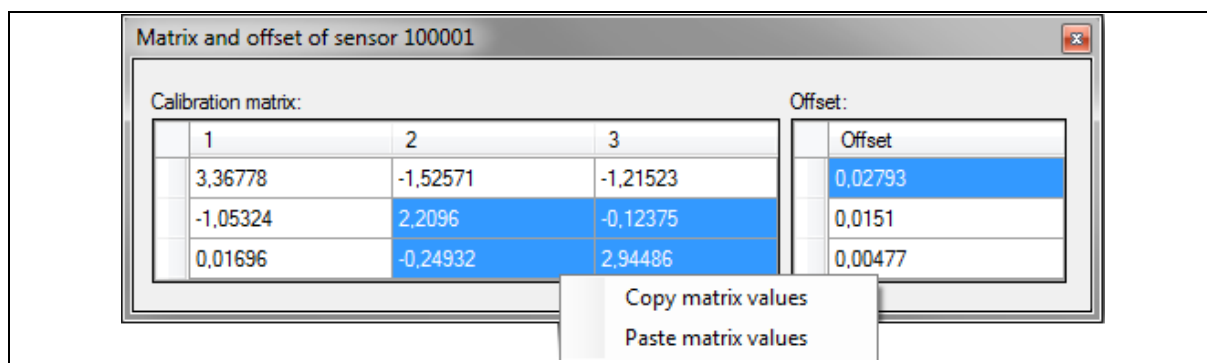 Matrix and offset of sensor 100001
Calibration matrix: Offset:
1 2 3 Offset
3,36778 -1,52571 -1,21523 0,02793
-1,05324 2,2096 -0,12375 0,0151
0,01696 -0,24932 2,94486 0,00477
Copy matrix values
Paste matrix values